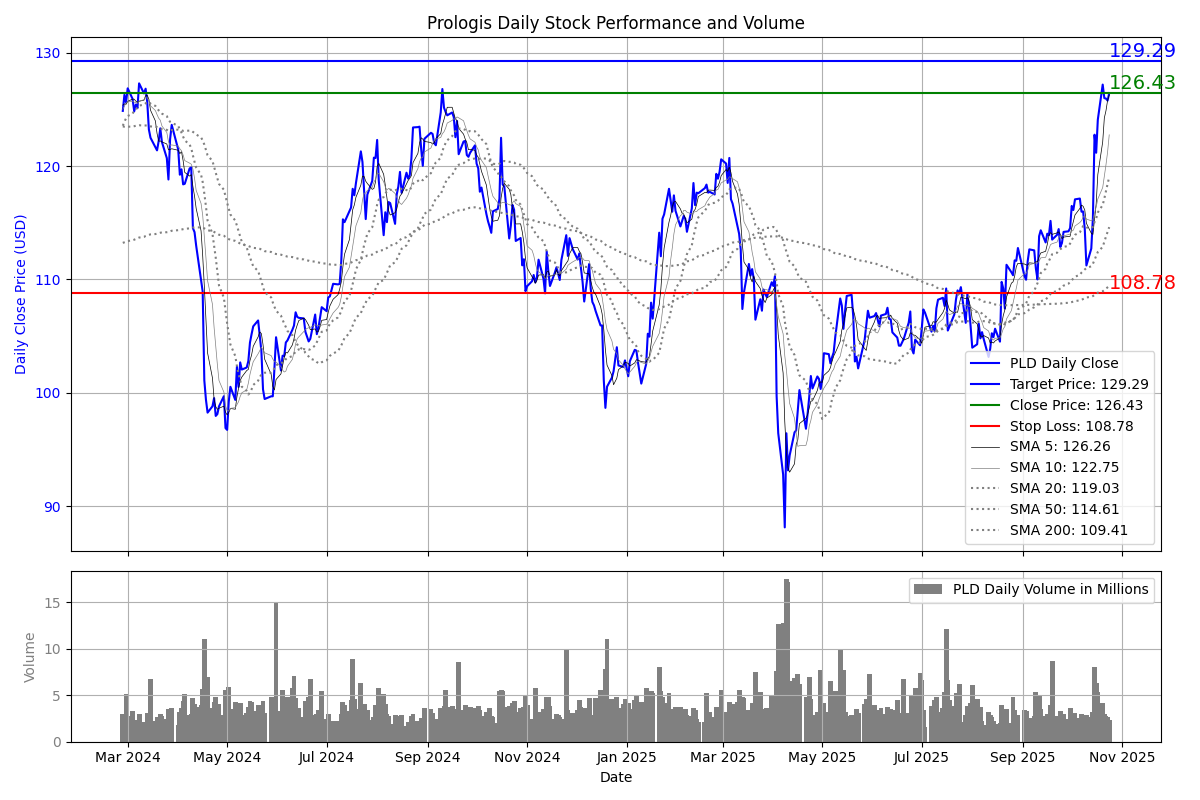 Prologis Daily Stock Performance and Volume
Daily Close Price (USD)
130
120
110
100
90
129.29
126.43
108.78
PLD Daily Close
Target Price: 129.29
Close Price: 126.43
Stop Loss: 108.78
SMA 5: 126.26
SMA 10: 122.75
SMA 20: 119.03
SMA 50: 114.61
SMA 200: 109.41
Volume
15
10
5
0
PLD Daily Volume in Millions
Mar 2024 May 2024 Jul 2024 Sep 2024 Nov 2024 Jan 2025 Mar 2025 May 2025 Jul 2025 Sep 2025 Nov 2025
Date